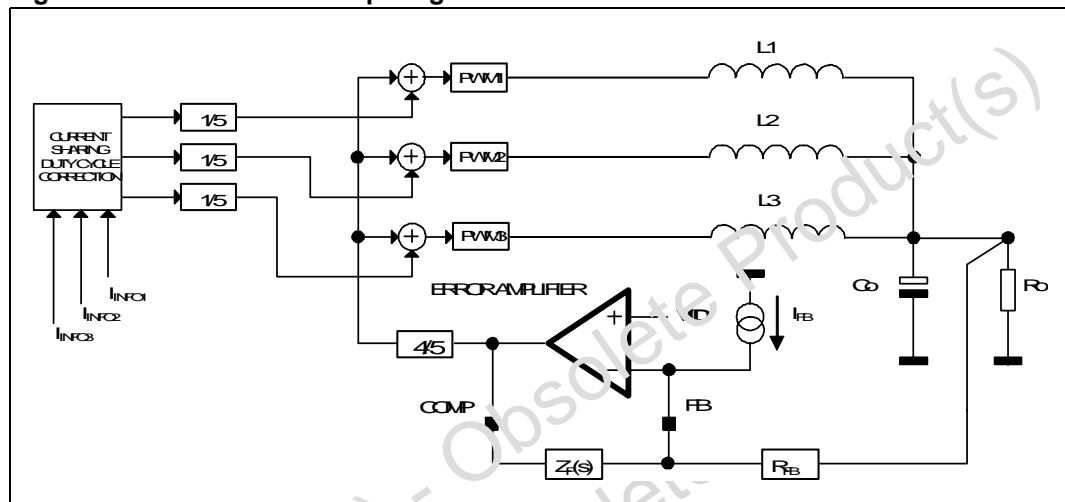 L1
PWM1
1/5
CURRENT
SHARING
DUTY CYCLE
CORRECTION
L2
1/5
PWM2
L3
1/5
PWM3
I_INFO1
I_INFO2
I_INFO3
ERROR AMPLIFIER
I_FB
Co
Ro
4/5
COMP
FB
Z_F(s)
R_FB
- Obsolete Product(s)